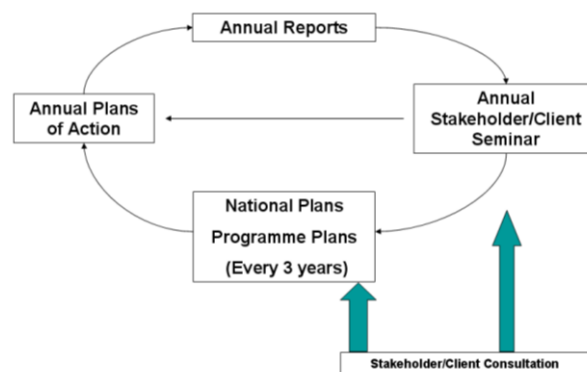 Annual Reports
Annual Plans
of Action
Annual
Stakeholder/Client
Seminar
National Plans
Programme Plans
(Every 3 years)
Stakeholder/Client Consultation